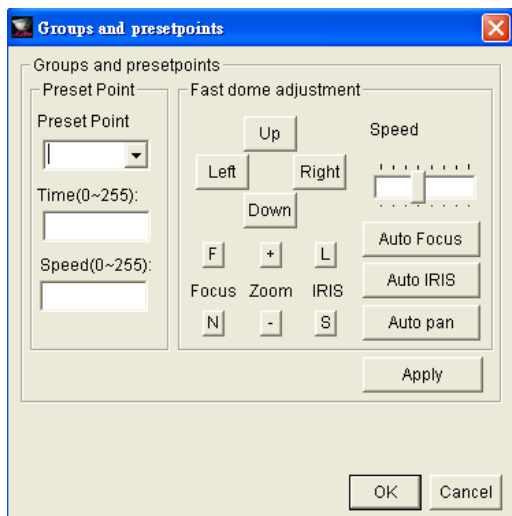 Groups and presetpoints
Groups and presetpoints
Preset Point
Preset Point
Time(0~255):
Speed(0~255):
Fast dome adjustment
Up
Left
Right
Down
Speed
F
+
L
Focus
Zoom
IRIS
N
-
S
Auto Focus
Auto IRIS
Auto pan
Apply
OK
Cancel